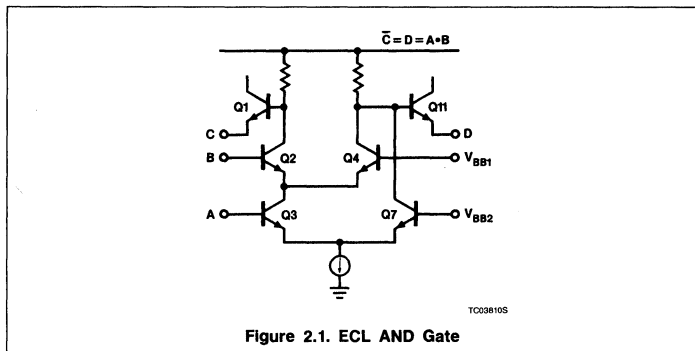 C̅ = D = A•B
Q1
Q11
C
D
B
Q2
Q4
V_BB1
A
Q3
Q7
V_BB2
TC03810S
Figure 2.1. ECL AND Gate